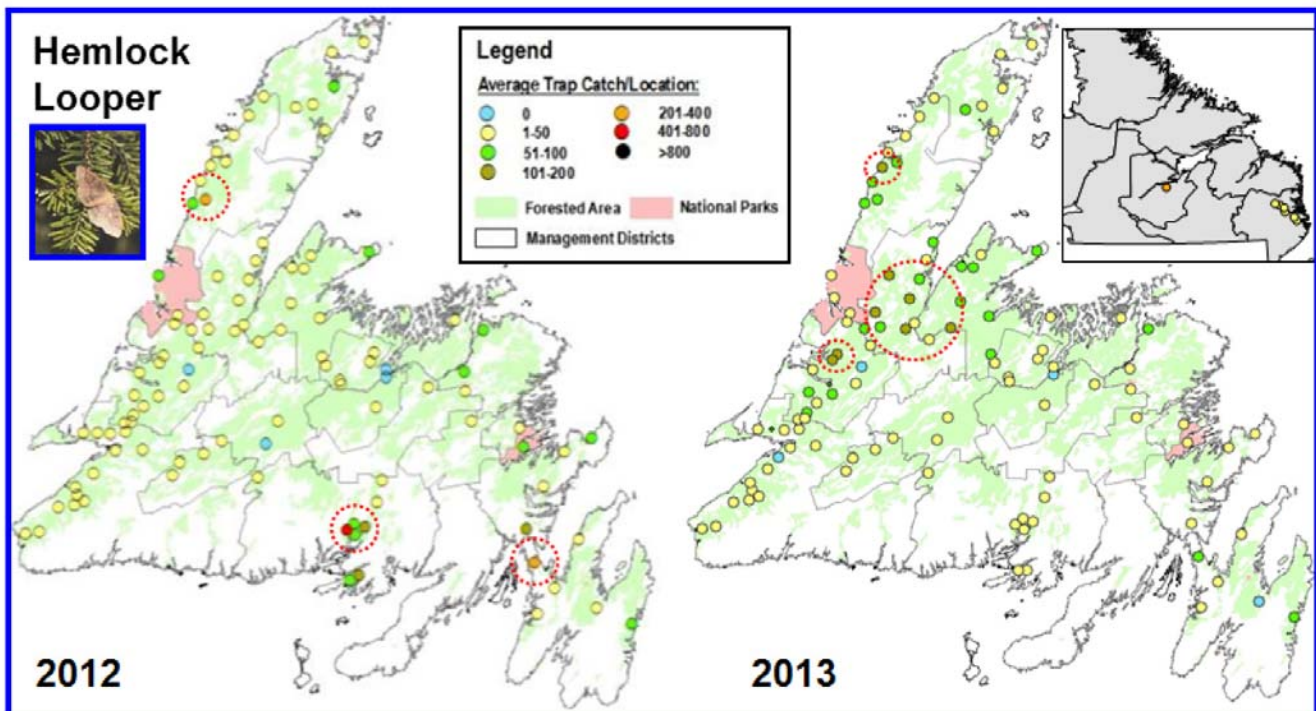 Hemlock
Looper
Legend
Average Trap Catch/Location:
0
1-50
51-100
101-200
201-400
401-800
>800
Forested Area
National Parks
Management Districts
2012
2013